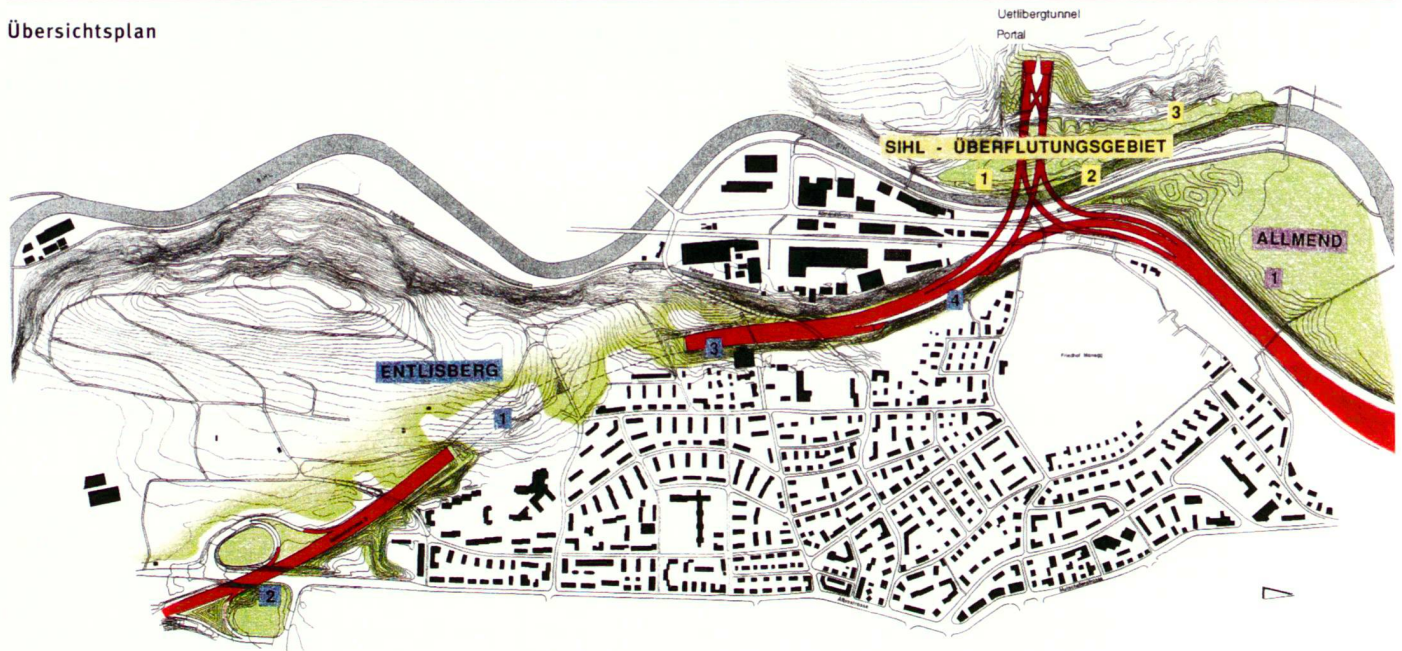 Übersichtsplan
Uetlibergtunnel
Portal
3
SIHL - ÜBERFLUTUNGSGEBIET
1
2
ALLMEND
1
4
3
ENTLISBERG
1
2